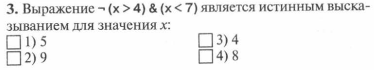 3. Выражение ¬ (x > 4) & (x < 7) является истинным выска-
зыванием для значения x:
1) 5
3) 4
2) 9
4) 8